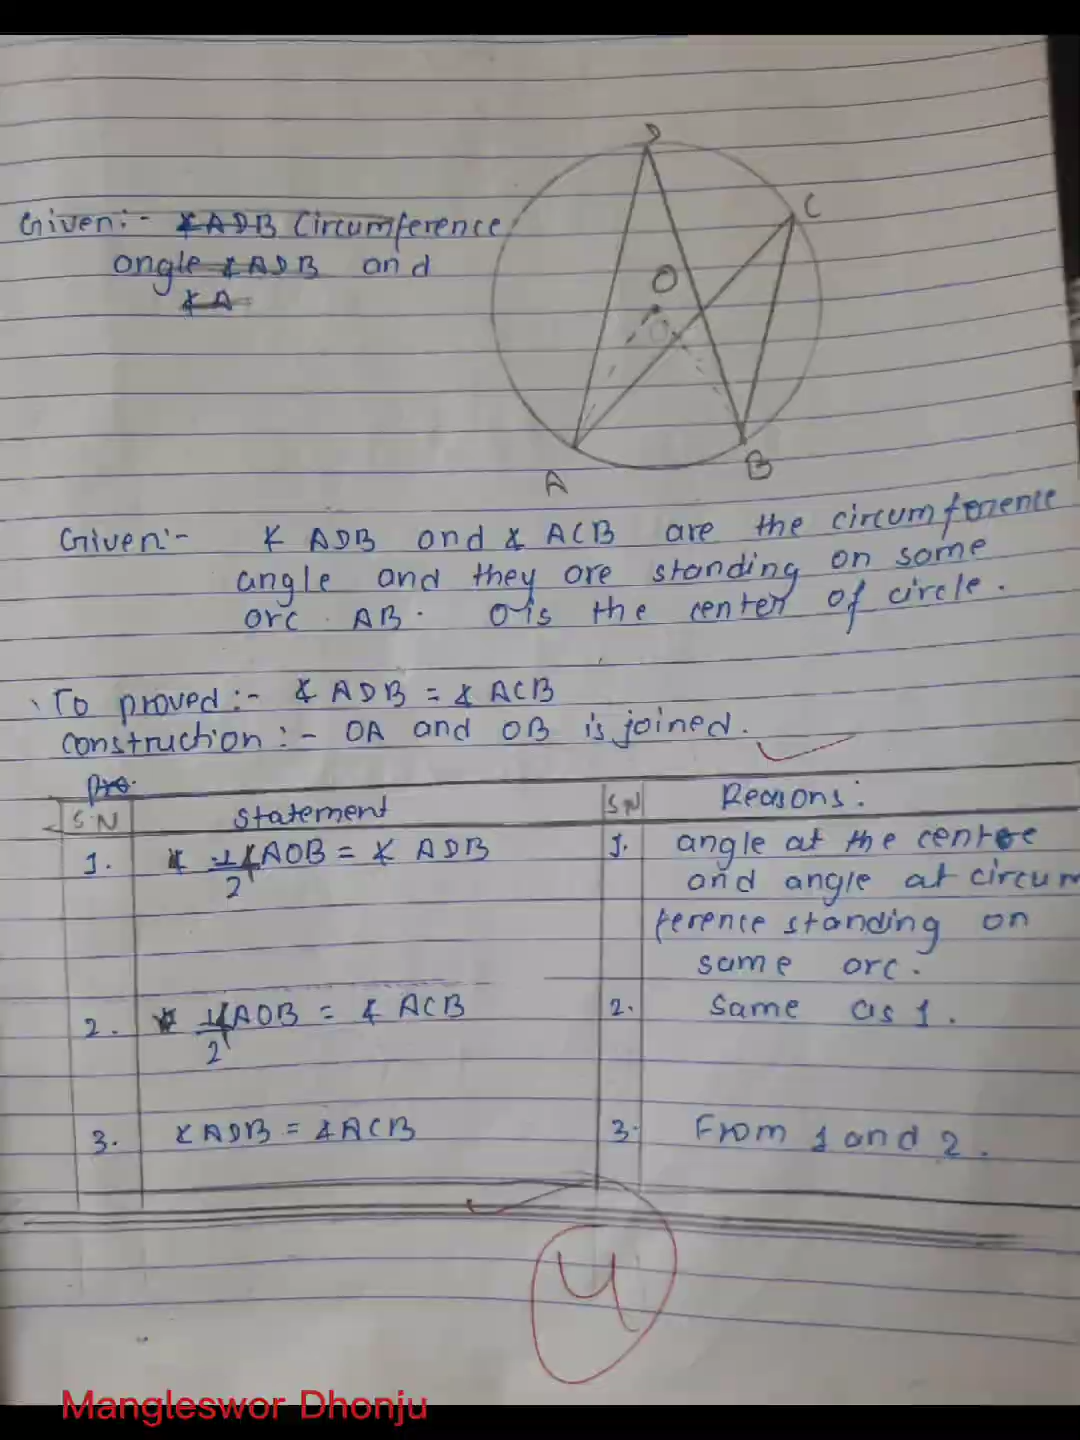 D
C
Given:- ∡ADB Circumference
angle ∡ADB and
∡A
O
A
B
Given:- ∡ ADB and ∡ ACB are the circumference
angle and they are standing on same
arc AB. O is the center of circle.
To proved:- ∡ ADB = ∡ ACB
construction:- OA and OB is joined.
Pro.
S.N statement S.N Reasons:
1. 1/2 ∡AOB = ∡ ADB 1. angle at the centre
and angle at circum
ference standing on
same arc.
2. 1/2 ∡AOB = ∡ ACB 2. Same as 1.
3. ∡ADB = ∡ACB 3. From 1 and 2.
4
Mangleswor Dhonju